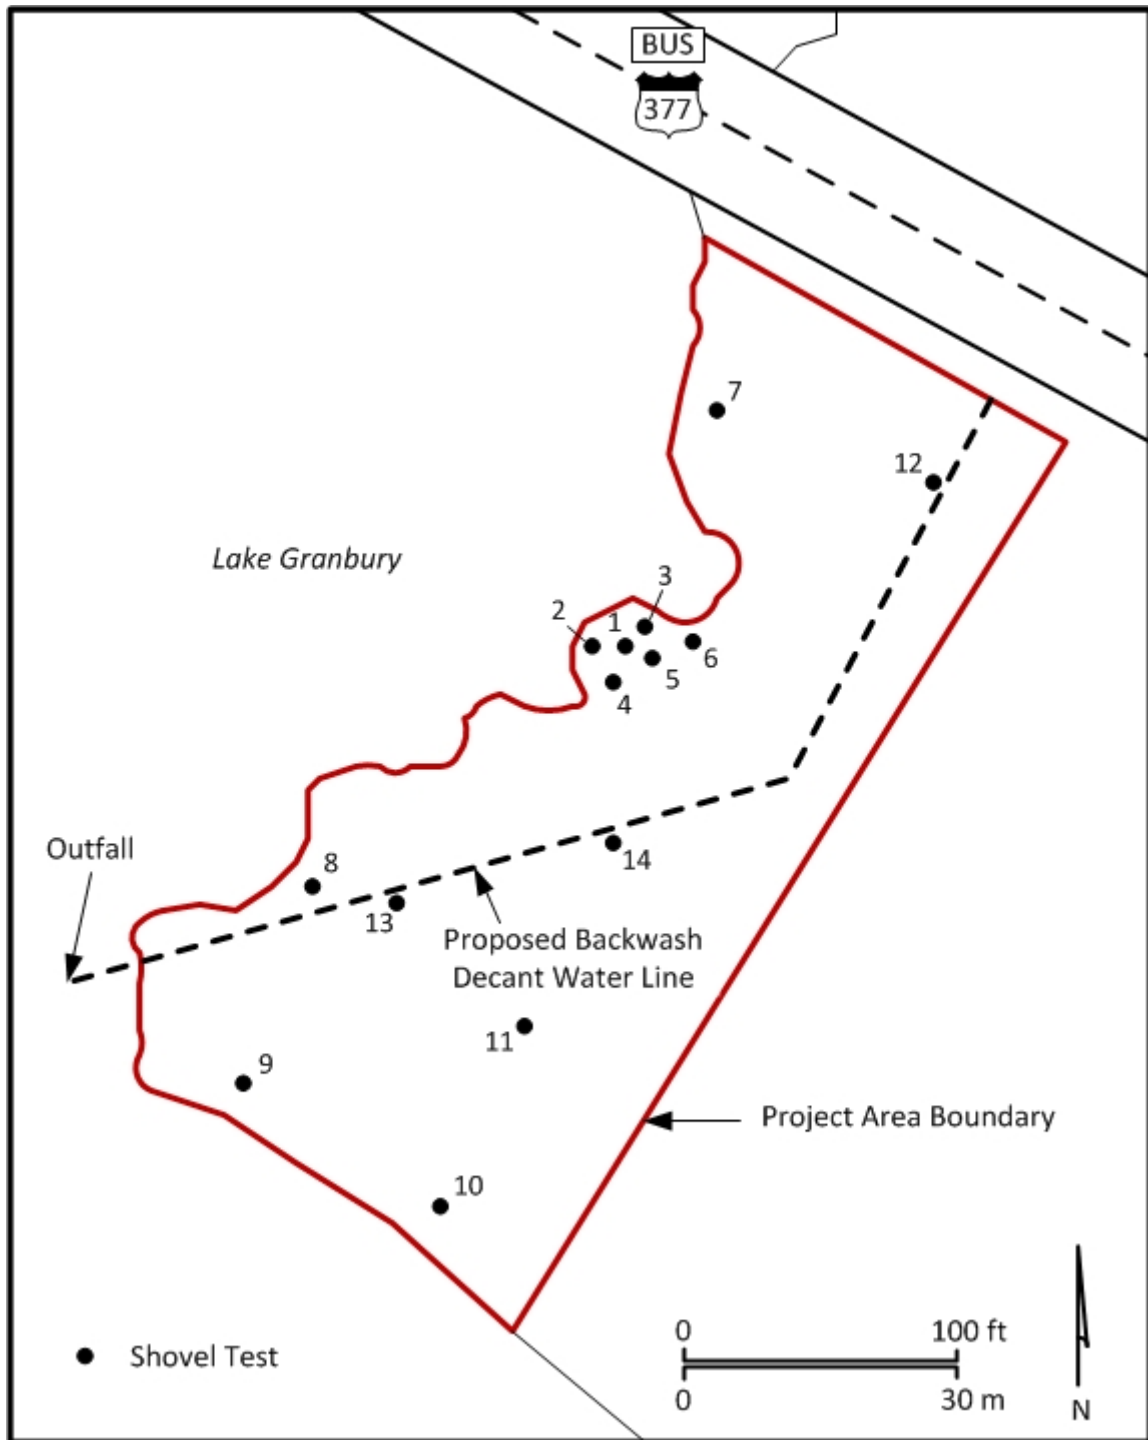 BUS
377
7
12
Lake Granbury
3
2
1
6
5
4
Outfall
8
14
13
Proposed Backwash
Decant Water Line
11
9
Project Area Boundary
10
0
100 ft
Shovel Test
0
30 m
N